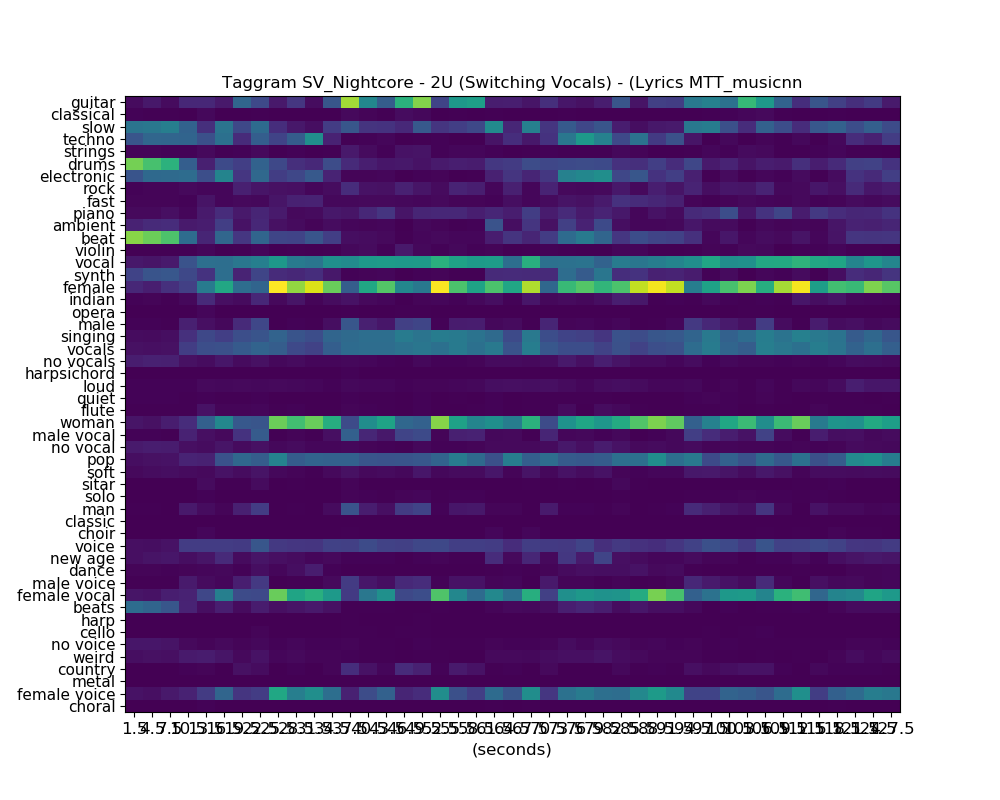 Taggram SV_Nightcore - 2U (Switching Vocals) - (Lyrics MTT_musicnn
guitar
classical
slow
techno
strings
drums
electronic
rock
fast
piano
ambient
beat
violin
vocal
synth
female
indian
opera
male
singing
vocals
no vocals
harpsichord
loud
quiet
flute
woman
male vocal
no vocal
pop
soft
sitar
solo
man
classic
choir
voice
new age
dance
male voice
female vocal
beats
harp
cello
no voice
weird
country
metal
female voice
choral
(seconds)